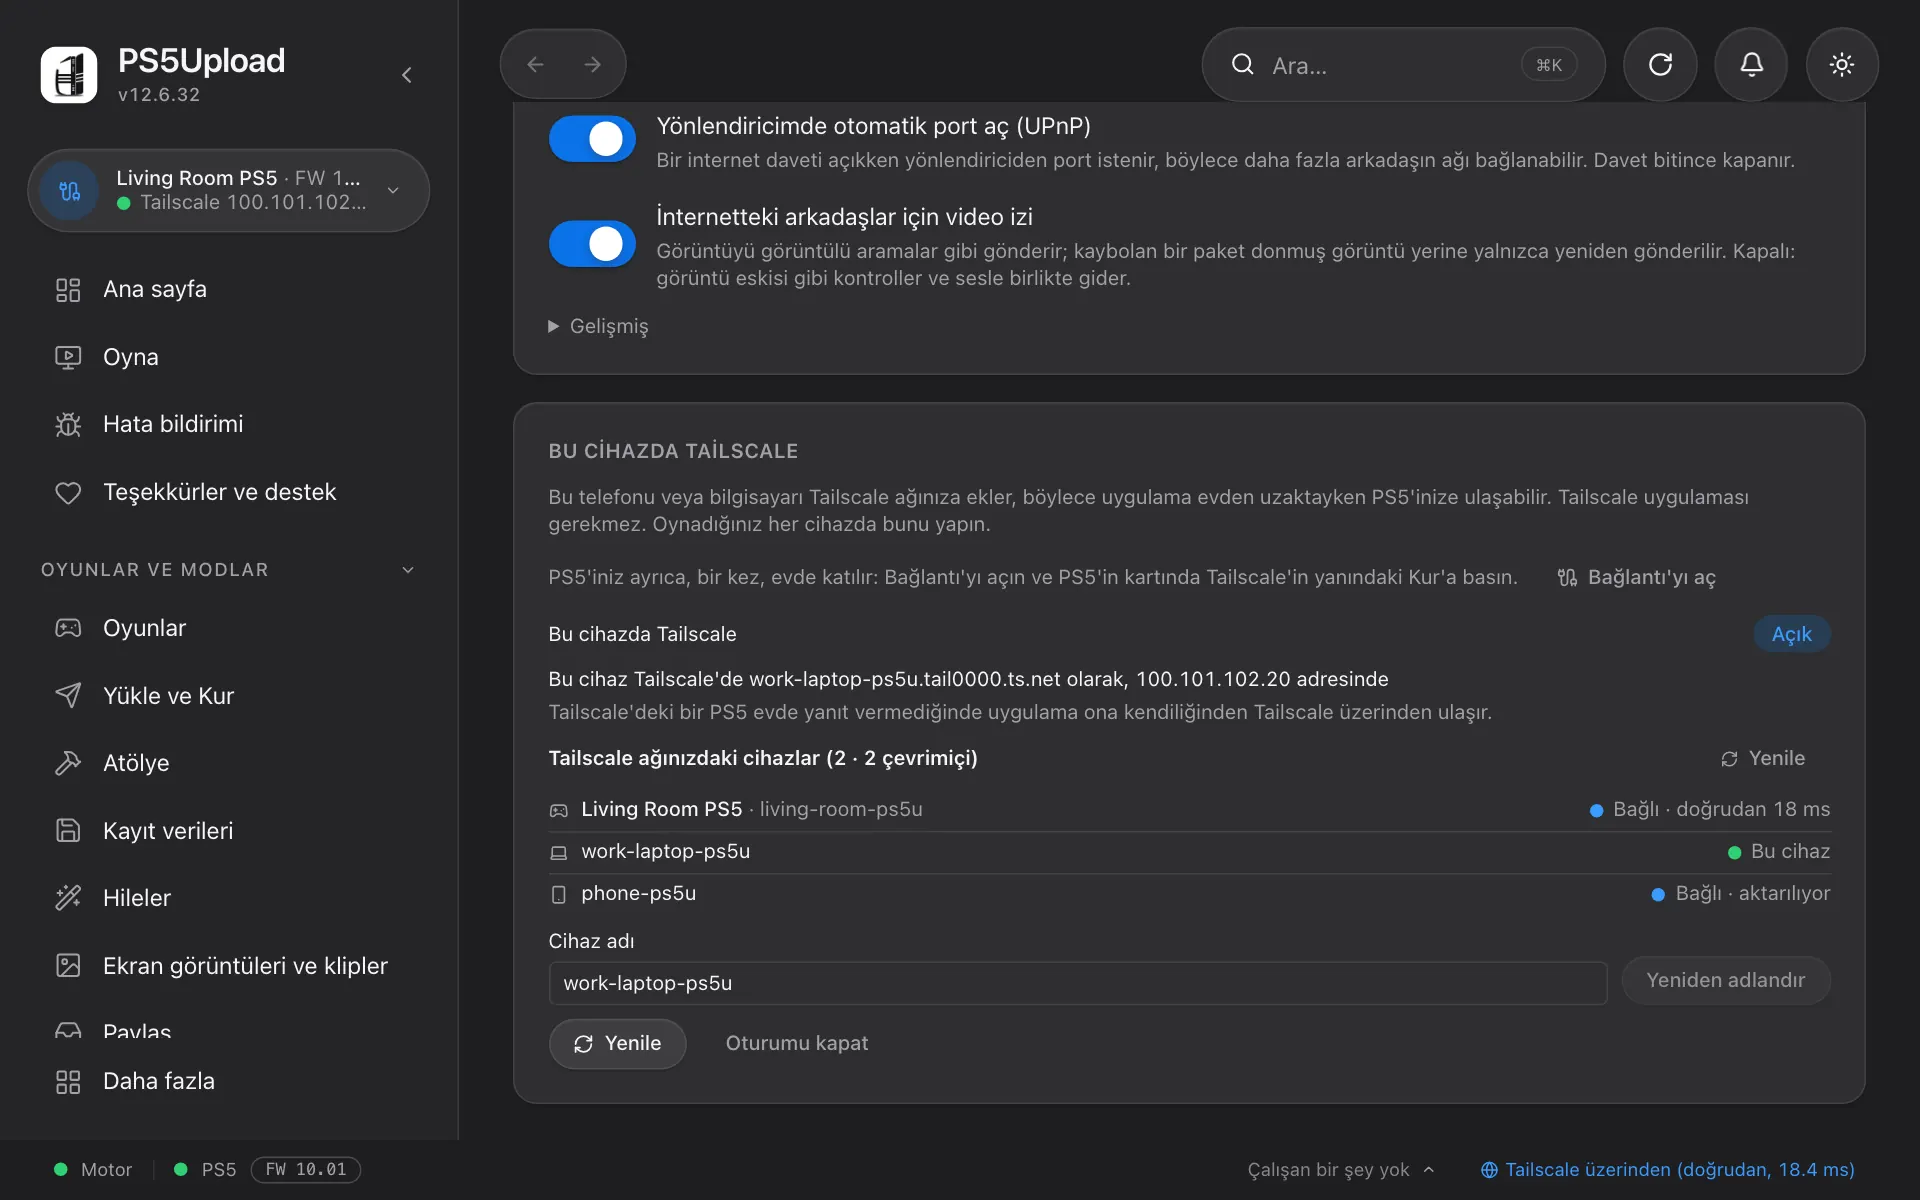 PS5Upload
v12.6.32
Living Room PS5 · FW 1...
Tailscale 100.101.102...
Ana sayfa
Oyna
Hata bildirimi
Teşekkürler ve destek
OYUNLAR VE MODLAR
Oyunlar
Yükle ve Kur
Atölye
Kayıt verileri
Hileler
Ekran görüntüleri ve klipler
Paylaş
Daha fazla
Ara...
⌘K
Yönlendiricimde otomatik port aç (UPnP)
Bir internet daveti açıkken yönlendiriciden port istenir, böylece daha fazla arkadaşın ağı bağlanabilir. Davet bitince kapanır.
İnternetteki arkadaşlar için video izi
Görüntüyü görüntülü aramalar gibi gönderir; kaybolan bir paket donmuş görüntü yerine yalnızca yeniden gönderilir. Kapalı:
görüntü eskisi gibi kontroller ve sesle birlikte gider.
Gelişmiş
BU CİHAZDA TAİLSCALE
Bu telefonu veya bilgisayarı Tailscale ağınıza ekler, böylece uygulama evden uzaktayken PS5'inize ulaşabilir. Tailscale uygulaması
gerekmez. Oynadığınız her cihazda bunu yapın.
PS5'iniz ayrıca, bir kez, evde katılır: Bağlantı'yı açın ve PS5'in kartında Tailscale'in yanındaki Kur'a basın.
Bağlantı'yı aç
Bu cihazda Tailscale
Açık
Bu cihaz Tailscale'de work-laptop-ps5u.tail0000.ts.net olarak, 100.101.102.20 adresinde
Tailscale'deki bir PS5 evde yanıt vermediğinde uygulama ona kendiliğinden Tailscale üzerinden ulaşır.
Tailscale ağınızdaki cihazlar (2 · 2 çevrimiçi)
Yenile
Living Room PS5 · living-room-ps5u
Bağlı · doğrudan 18 ms
work-laptop-ps5u
Bu cihaz
phone-ps5u
Bağlı · aktarılıyor
Cihaz adı
work-laptop-ps5u
Yeniden adlandır
Yenile
Oturumu kapat
Motor
PS5
FW 10.01
Çalışan bir şey yok
Tailscale üzerinden (doğrudan, 18.4 ms)